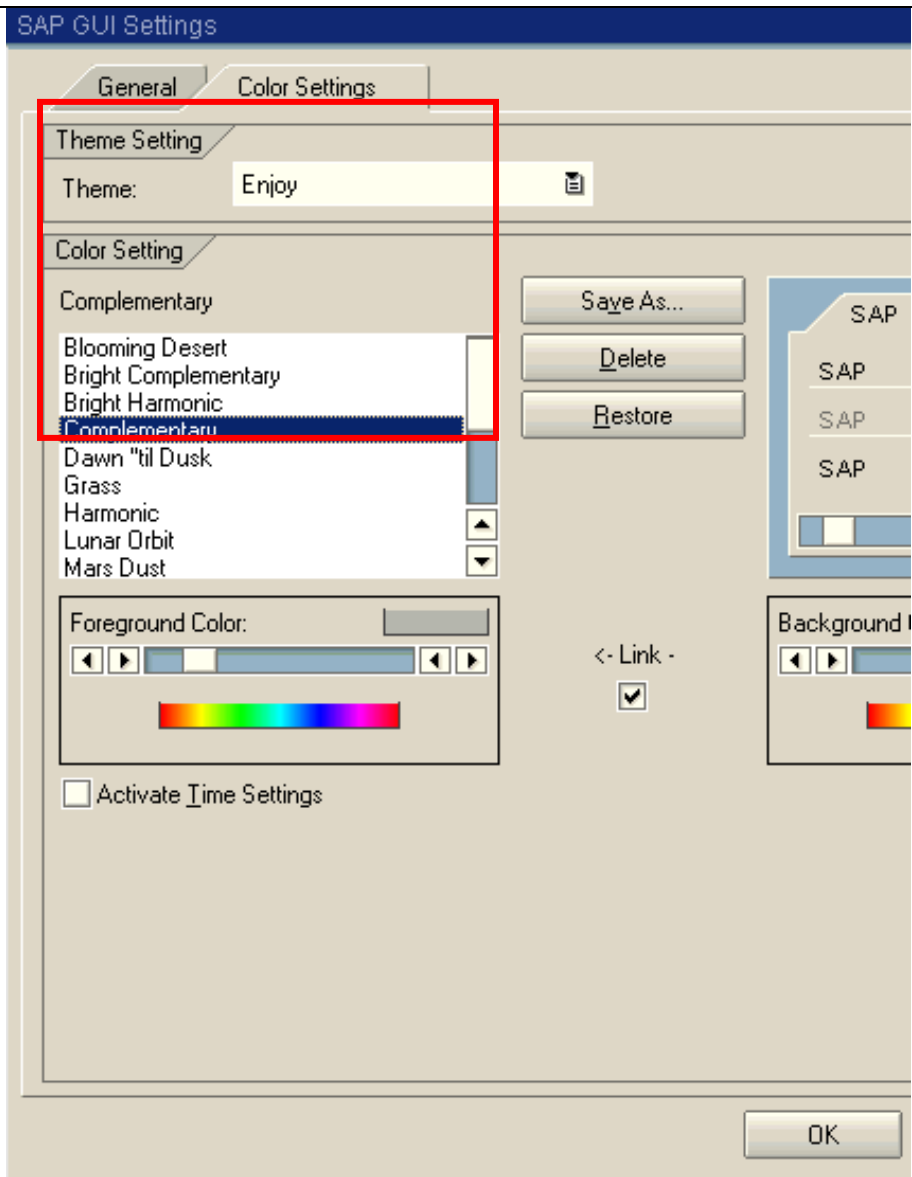 SAP GUI Settings
General
Color Settings
Theme Setting
Theme:
Enjoy
Color Setting
Complementary
Blooming Desert
Bright Complementary
Bright Harmonic
Complementary
Dawn "til Dusk
Grass
Harmonic
Lunar Orbit
Mars Dust
Save As...
Delete
Restore
SAP
SAP
SAP
SAP
Foreground Color:
<- Link -
Background
Activate Time Settings
OK